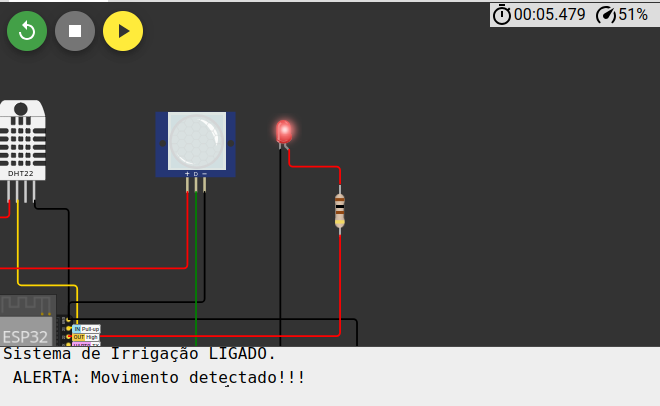 00:05.479 51%
DHT22
+ D -
ESP32
IN Pull-up
OUT High
Sistema de Irrigação LIGADO.
ALERTA: Movimento detectado!!!